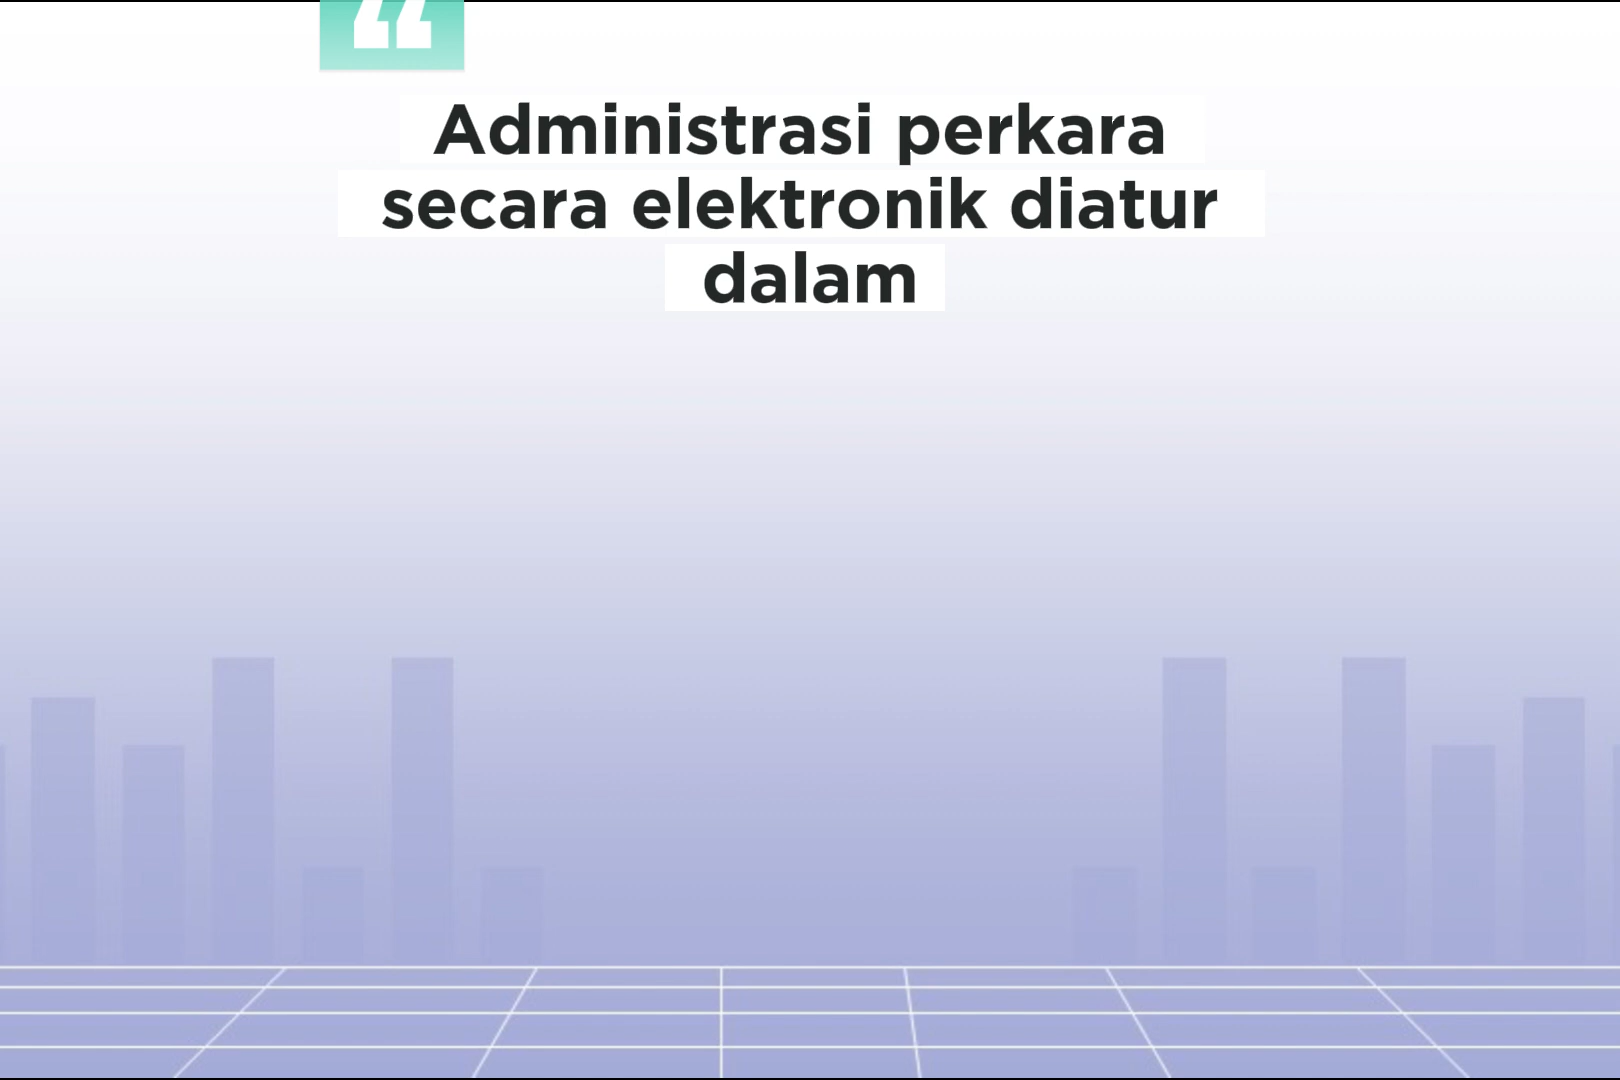 “
Administrasi perkara
secara elektronik diatur
dalam